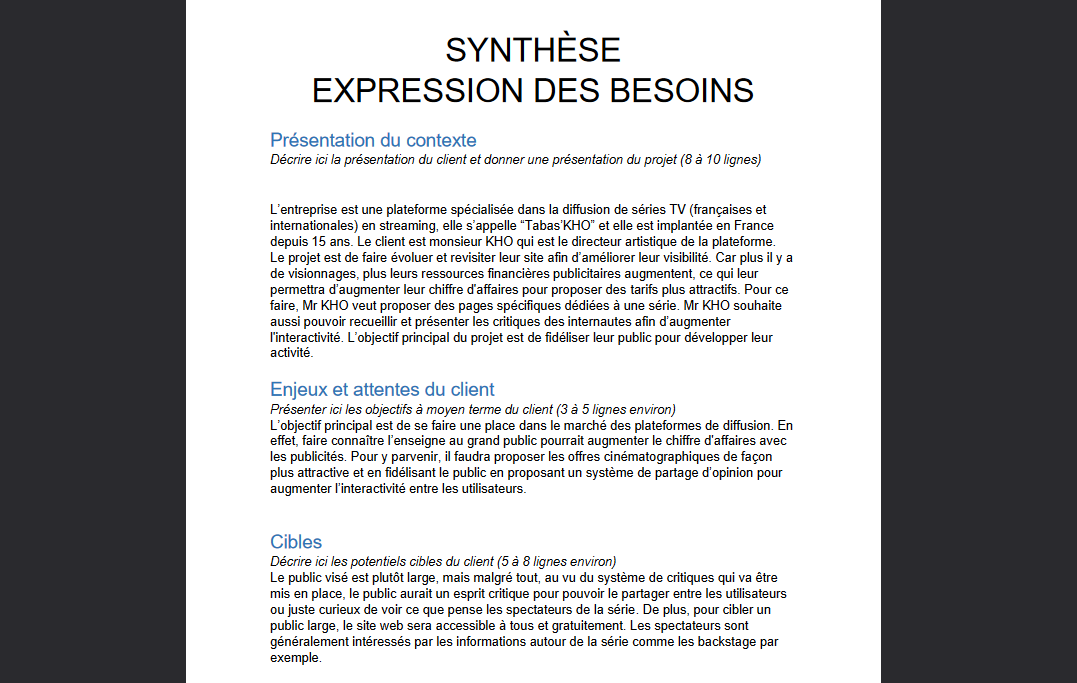 SYNTHÈSE
EXPRESSION DES BESOINS
Présentation du contexte
Décrire ici la présentation du client et donner une présentation du projet (8 à 10 lignes)
L’entreprise est une plateforme spécialisée dans la diffusion de séries TV (françaises et
internationales) en streaming, elle s’appelle “Tabas’KHO” et elle est implantée en France
depuis 15 ans. Le client est monsieur KHO qui est le directeur artistique de la plateforme.
Le projet est de faire évoluer et revisiter leur site afin d’améliorer leur visibilité. Car plus il y a
de visionnages, plus leurs ressources financières publicitaires augmentent, ce qui leur
permettra d’augmenter leur chiffre d'affaires pour proposer des tarifs plus attractifs. Pour ce
faire, Mr KHO veut proposer des pages spécifiques dédiées à une série. Mr KHO souhaite
aussi pouvoir recueillir et présenter les critiques des internautes afin d’augmenter
l'interactivité. L’objectif principal du projet est de fidéliser leur public pour développer leur
activité.
Enjeux et attentes du client
Présenter ici les objectifs à moyen terme du client (3 à 5 lignes environ)
L’objectif principal est de se faire une place dans le marché des plateformes de diffusion. En
effet, faire connaître l’enseigne au grand public pourrait augmenter le chiffre d'affaires avec
les publicités. Pour y parvenir, il faudra proposer les offres cinématographiques de façon
plus attractive et en fidélisant le public en proposant un système de partage d’opinion pour
augmenter l’interactivité entre les utilisateurs.
Cibles
Décrire ici les potentiels cibles du client (5 à 8 lignes environ)
Le public visé est plutôt large, mais malgré tout, au vu du système de critiques qui va être
mis en place, le public aurait un esprit critique pour pouvoir le partager entre les utilisateurs
ou juste curieux de voir ce que pense les spectateurs de la série. De plus, pour cibler un
public large, le site web sera accessible à tous et gratuitement. Les spectateurs sont
généralement intéressés par les informations autour de la série comme les backstage par
exemple.